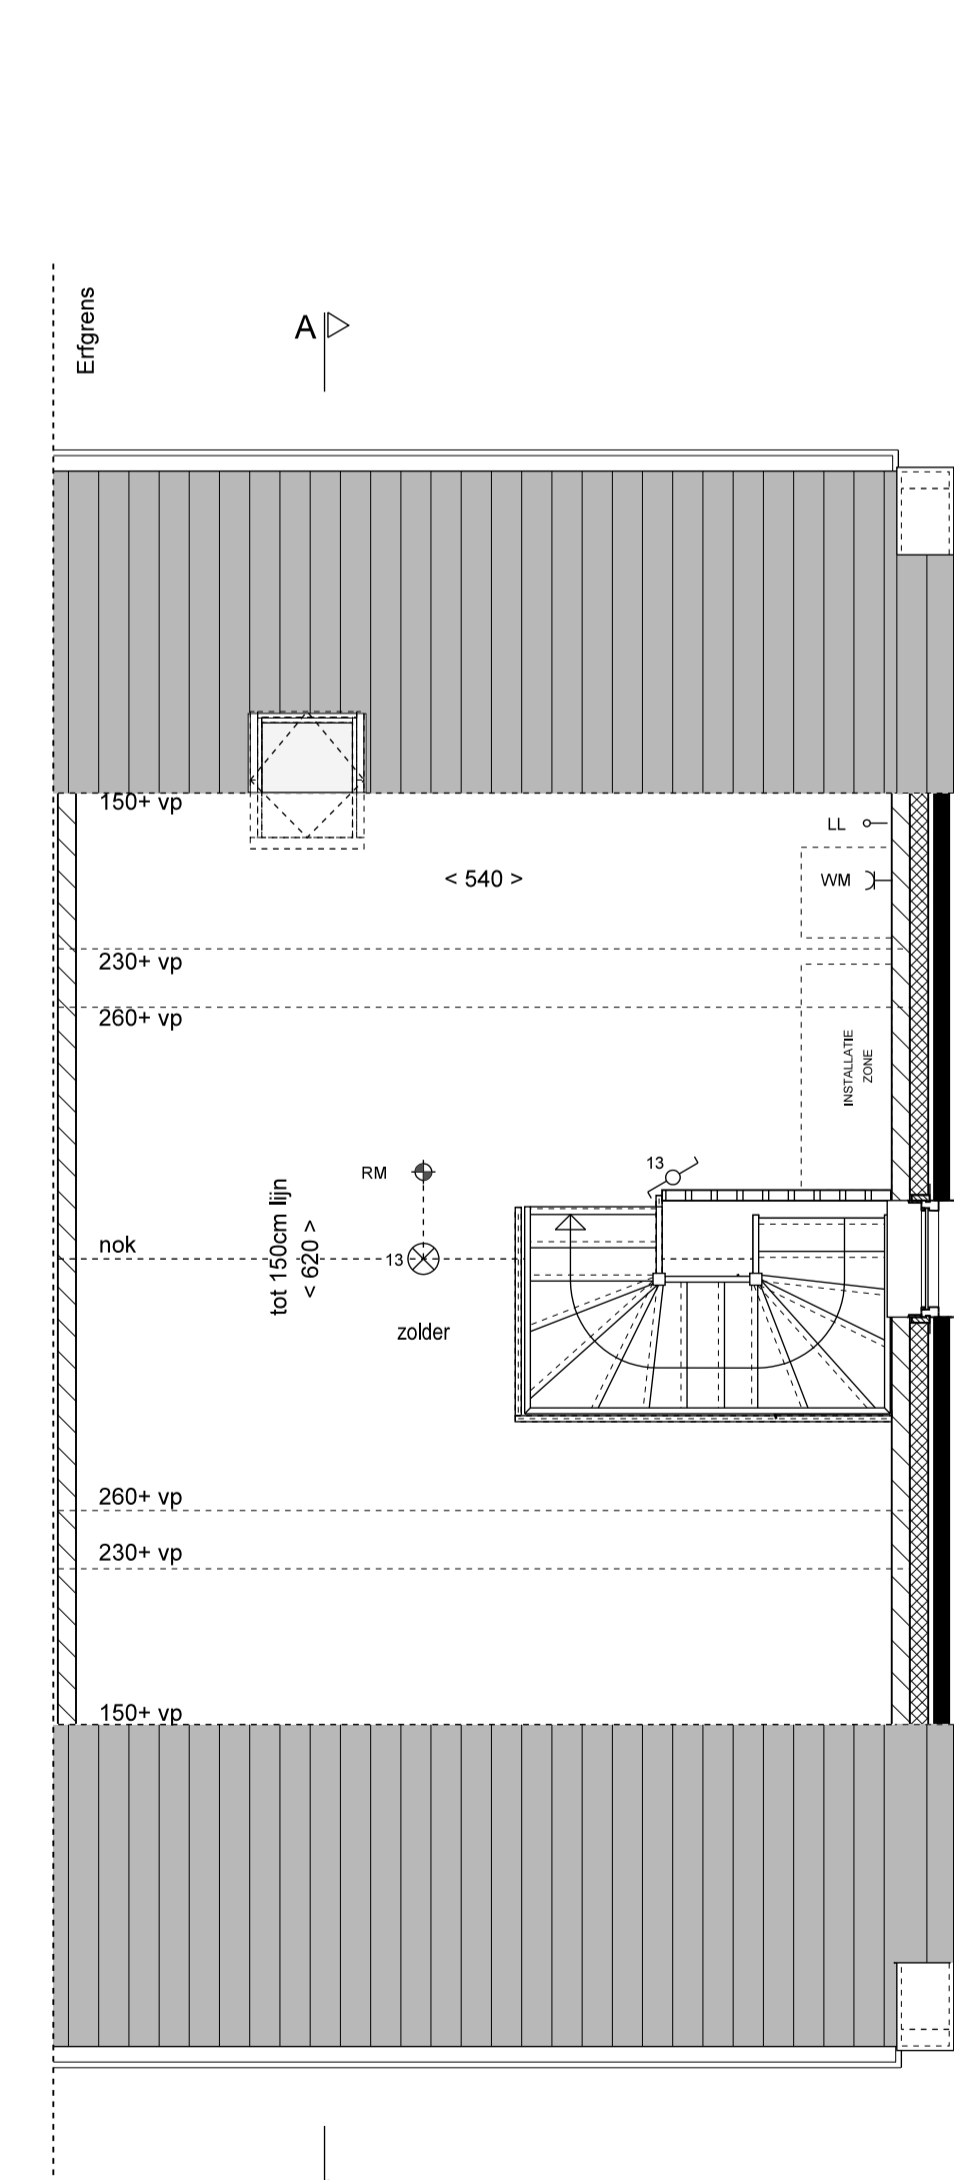 Erfgrens
A
150+ vp
LL
< 540 >
WM
230+ vp
260+ vp
INSTALLATIE
ZONE
13
RM
tot 150cm lijn
< 620 >
nok
13
zolder
260+ vp
230+ vp
150+ vp